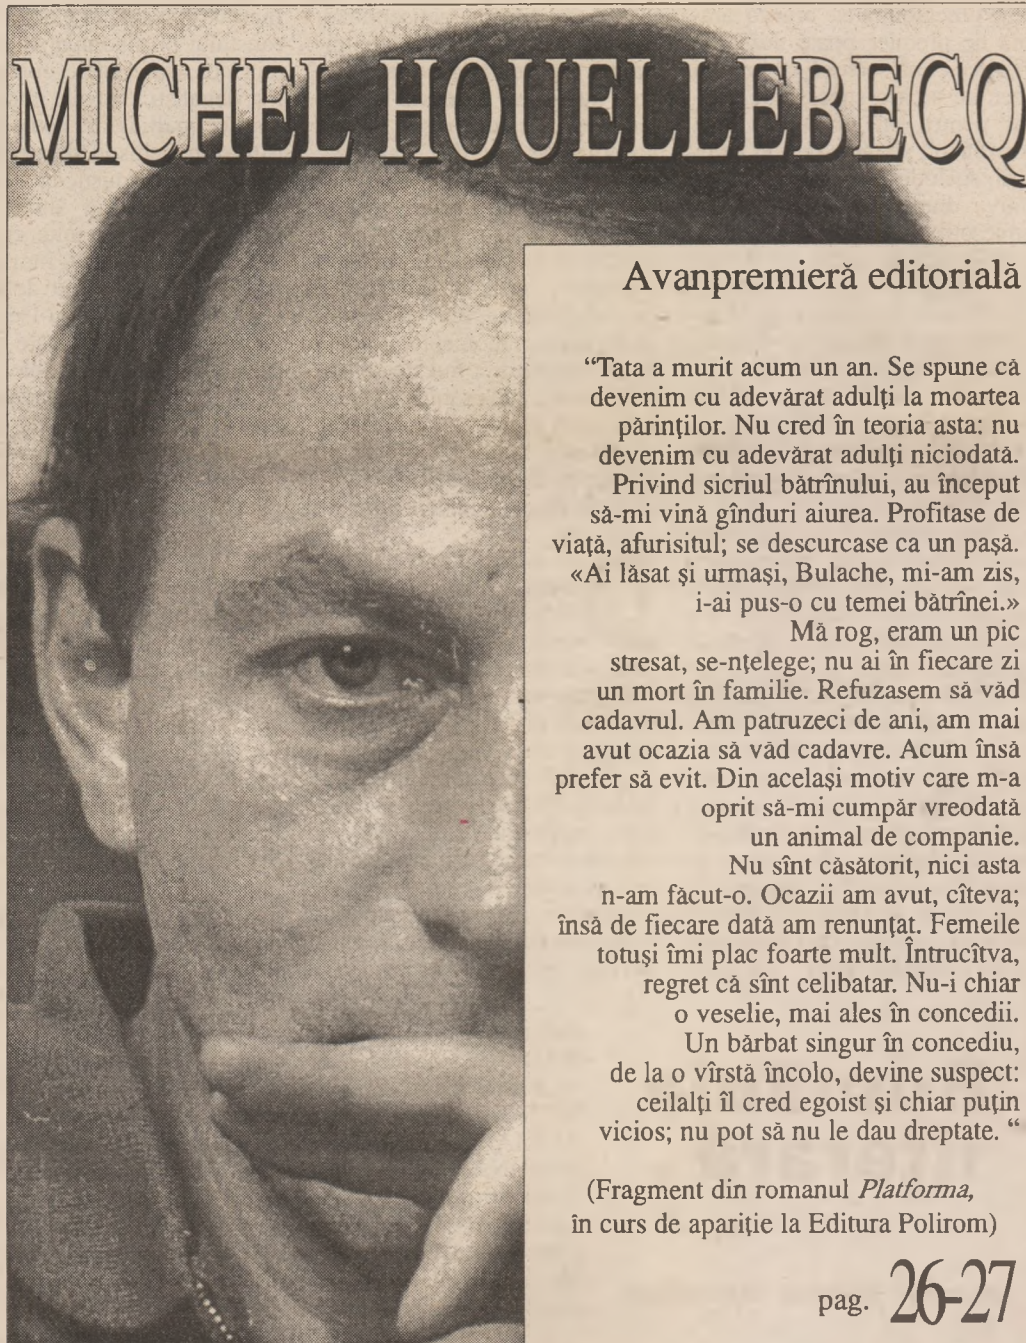 MICHEL HOUELLEBECQ
Avanpremieră editorială
“Tata a murit acum un an. Se spune că
devenim cu adevărat adulți la moartea
părinților. Nu cred în teoria asta: nu
devenim cu adevărat adulți niciodată.
Privind sicriul bătrînului, au început
să-mi vină gînduri aiurea. Profitase de
viață, afurisitul; se descurcase ca un pașă.
«Ai lăsat și urmași, Bulache, mi-am zis,
i-ai pus-o cu temei bătrînei.»
Mă rog, eram un pic
stresat, se-nțelege; nu ai în fiecare zi
un mort în familie. Refuzasem să văd
cadavrul. Am patruzeci de ani, am mai
avut ocazia să văd cadavre. Acum însă
prefer să evit. Din același motiv care m-a
oprit să-mi cumpăr vreodată
un animal de companie.
Nu sînt căsătorit, nici asta
n-am făcut-o. Ocazii am avut, cîteva;
însă de fiecare dată am renunțat. Femeile
totuși îmi plac foarte mult. Întrucîtva,
regret că sînt celibatar. Nu-i chiar
o veselie, mai ales în concedii.
Un bărbat singur în concediu,
de la o vîrstă încolo, devine suspect:
ceilalți îl cred egoist și chiar puțin
vicios; nu pot să nu le dau dreptate. “
(Fragment din romanul Platforma,
în curs de apariție la Editura Polirom)
pag. 26-27